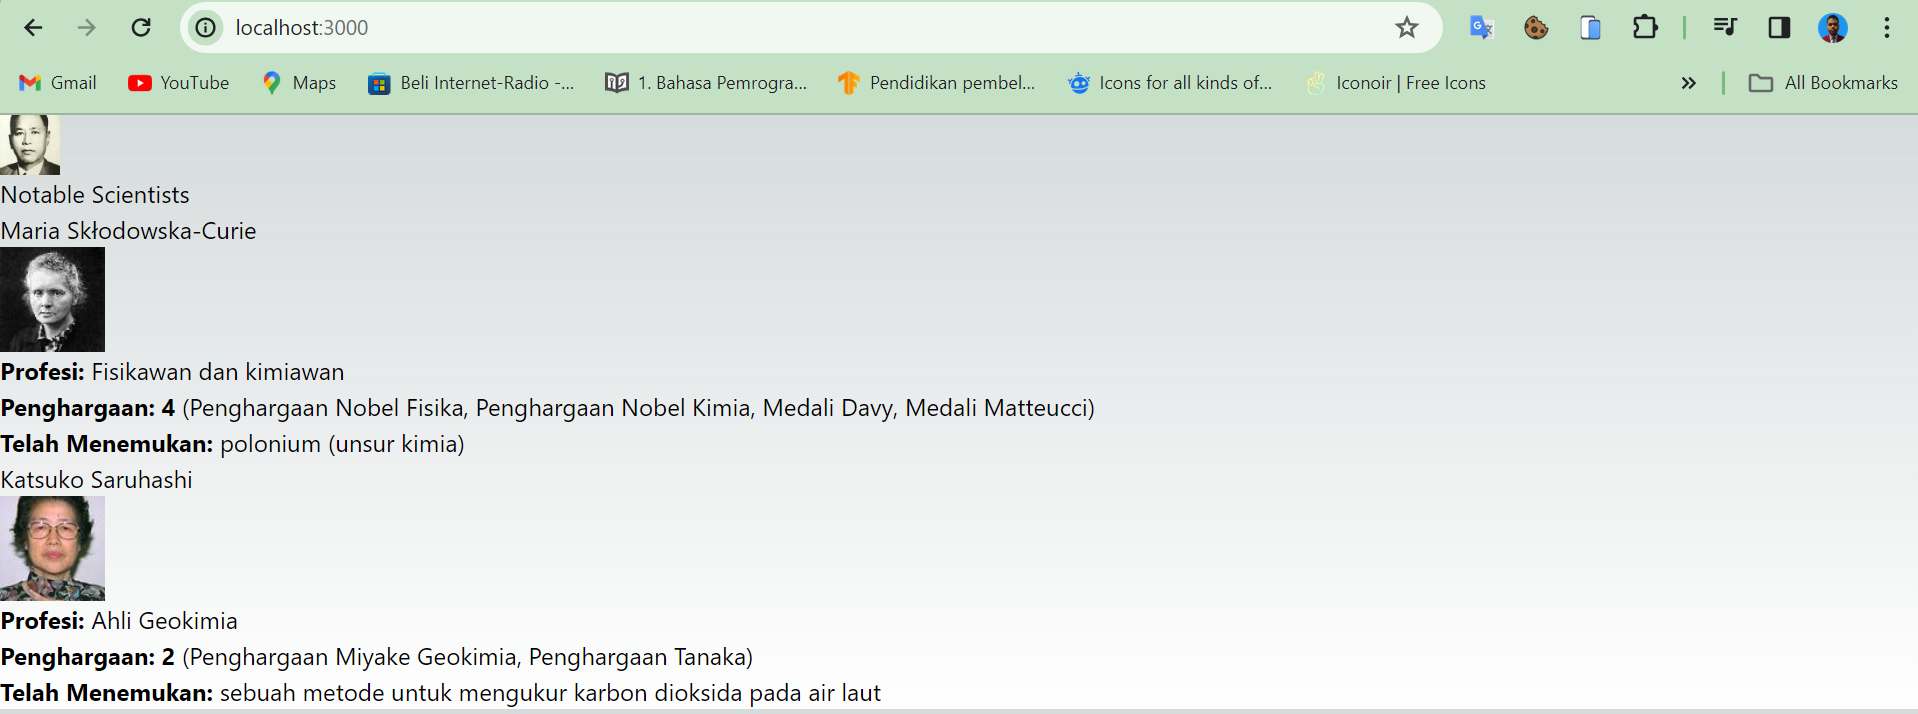 localhost:3000
Gmail YouTube Maps Beli Internet-Radio -... 1. Bahasa Pemrogra... Pendidikan pembel... Icons for all kinds of... Iconoir | Free Icons » All Bookmarks
Notable Scientists
Maria Skłodowska-Curie
Profesi: Fisikawan dan kimiawan
Penghargaan: 4 (Penghargaan Nobel Fisika, Penghargaan Nobel Kimia, Medali Davy, Medali Matteucci)
Telah Menemukan: polonium (unsur kimia)
Katsuko Saruhashi
Profesi: Ahli Geokimia
Penghargaan: 2 (Penghargaan Miyake Geokimia, Penghargaan Tanaka)
Telah Menemukan: sebuah metode untuk mengukur karbon dioksida pada air laut